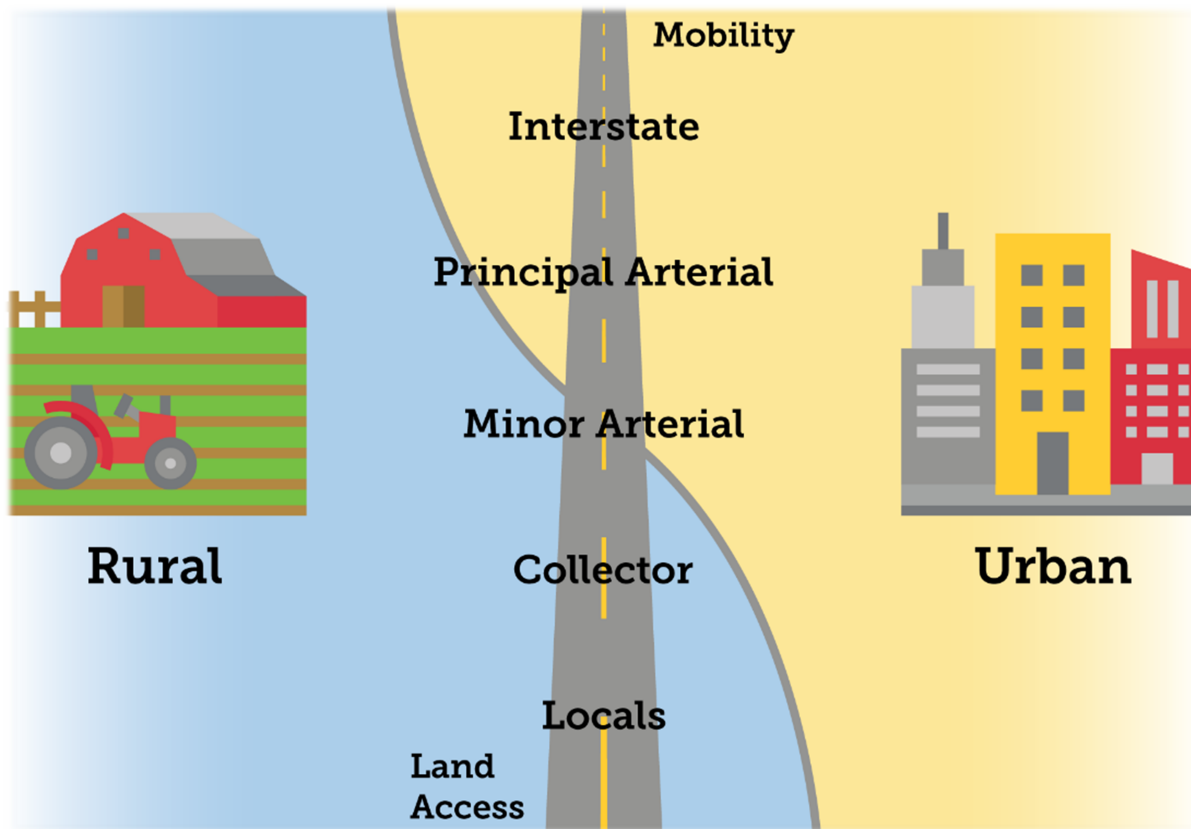 Mobility
Interstate
Principal Arterial
Minor Arterial
Rural
Collector
Urban
Locals
Land
Access